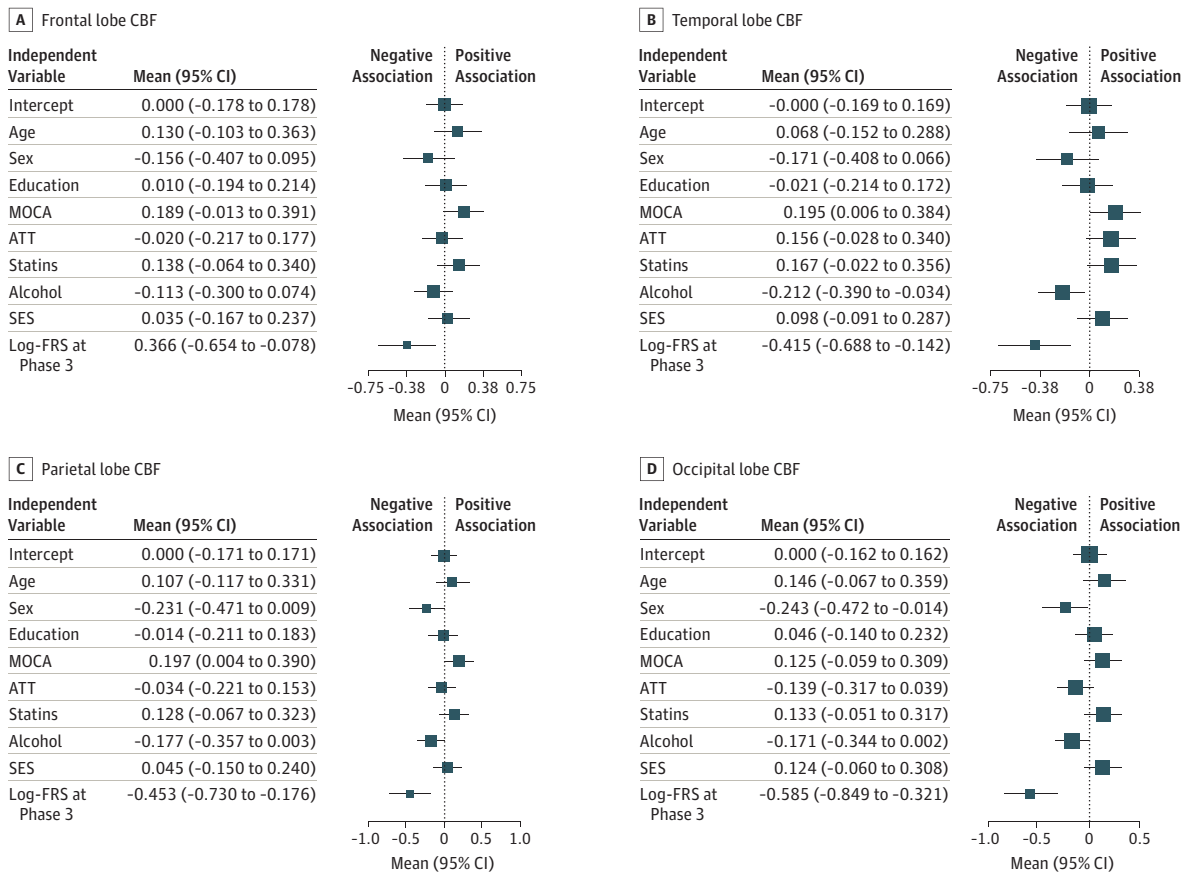 A Frontal lobe CBF
Independent Variable Mean (95% CI) Negative Association Positive Association
Intercept 0.000 (-0.178 to 0.178)
Age 0.130 (-0.103 to 0.363)
Sex -0.156 (-0.407 to 0.095)
Education 0.010 (-0.194 to 0.214)
MOCA 0.189 (-0.013 to 0.391)
ATT -0.020 (-0.217 to 0.177)
Statins 0.138 (-0.064 to 0.340)
Alcohol -0.113 (-0.300 to 0.074)
SES 0.035 (-0.167 to 0.237)
Log-FRS at 0.366 (-0.654 to -0.078)
Phase 3
-0.75 -0.38 0 0.38 0.75
Mean (95% CI)
B Temporal lobe CBF
Independent Variable Mean (95% CI) Negative Association Positive Association
Intercept -0.000 (-0.169 to 0.169)
Age 0.068 (-0.152 to 0.288)
Sex -0.171 (-0.408 to 0.066)
Education -0.021 (-0.214 to 0.172)
MOCA 0.195 (0.006 to 0.384)
ATT 0.156 (-0.028 to 0.340)
Statins 0.167 (-0.022 to 0.356)
Alcohol -0.212 (-0.390 to -0.034)
SES 0.098 (-0.091 to 0.287)
Log-FRS at -0.415 (-0.688 to -0.142)
Phase 3
-0.75 -0.38 0 0.38
Mean (95% CI)
C Parietal lobe CBF
Independent Variable Mean (95% CI) Negative Association Positive Association
Intercept 0.000 (-0.171 to 0.171)
Age 0.107 (-0.117 to 0.331)
Sex -0.231 (-0.471 to 0.009)
Education -0.014 (-0.211 to 0.183)
MOCA 0.197 (0.004 to 0.390)
ATT -0.034 (-0.221 to 0.153)
Statins 0.128 (-0.067 to 0.323)
Alcohol -0.177 (-0.357 to 0.003)
SES 0.045 (-0.150 to 0.240)
Log-FRS at -0.453 (-0.730 to -0.176)
Phase 3
-1.0 -0.5 0 0.5 1.0
Mean (95% CI)
D Occipital lobe CBF
Independent Variable Mean (95% CI) Negative Association Positive Association
Intercept 0.000 (-0.162 to 0.162)
Age 0.146 (-0.067 to 0.359)
Sex -0.243 (-0.472 to -0.014)
Education 0.046 (-0.140 to 0.232)
MOCA 0.125 (-0.059 to 0.309)
ATT -0.139 (-0.317 to 0.039)
Statins 0.133 (-0.051 to 0.317)
Alcohol -0.171 (-0.344 to 0.002)
SES 0.124 (-0.060 to 0.308)
Log-FRS at -0.585 (-0.849 to -0.321)
Phase 3
-1.0 -0.5 0 0.5
Mean (95% CI)